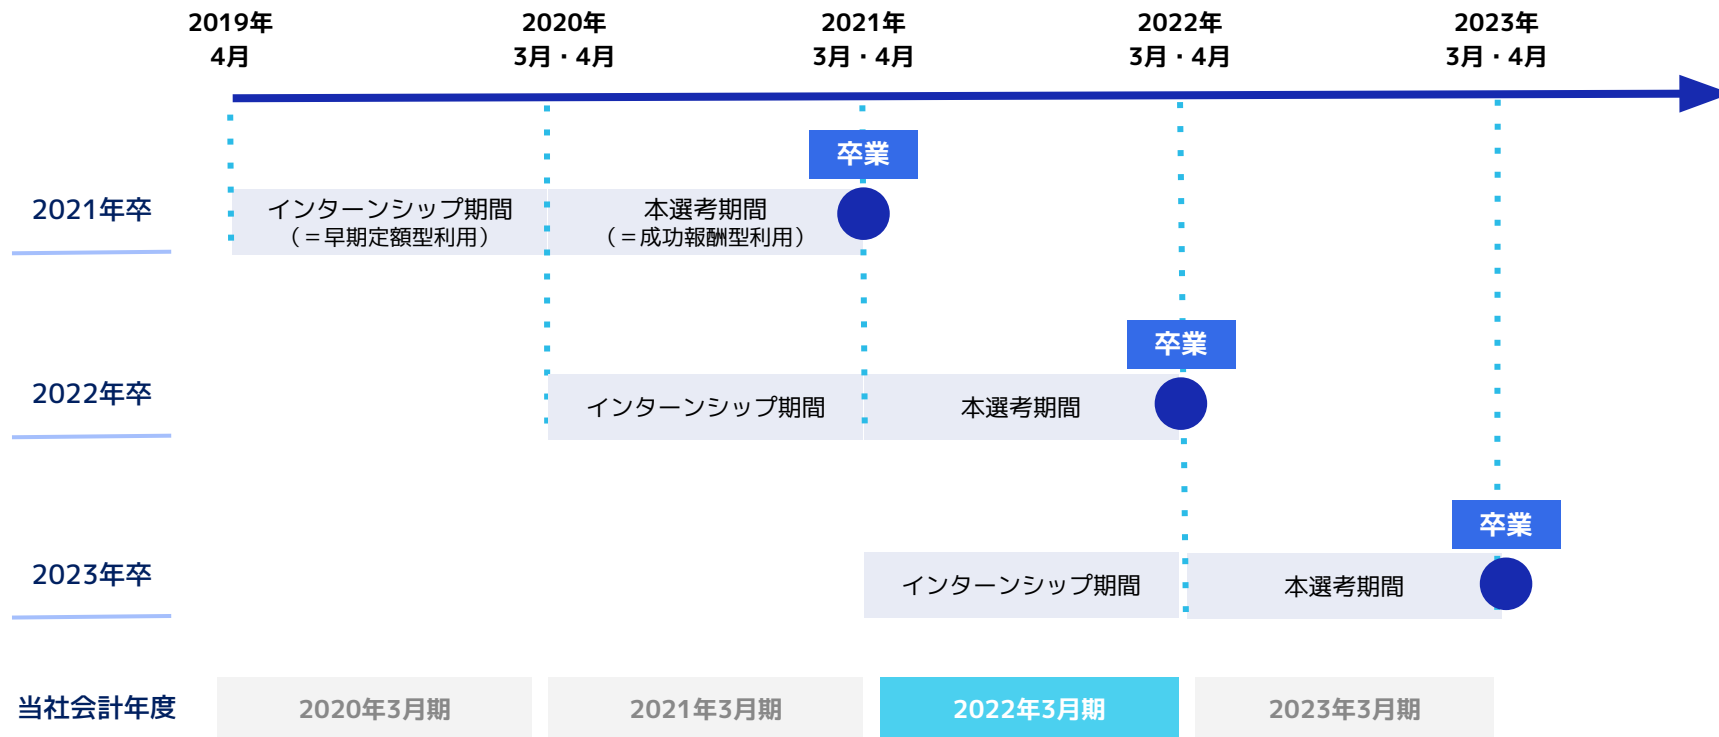 2019年
4月
2020年
3月・4月
2021年
3月・4月
2022年
3月・4月
2023年
3月・4月
卒業
2021年卒
インターンシップ期間
（＝早期定額型利用）
本選考期間
（＝成功報酬型利用）
卒業
2022年卒
インターンシップ期間
本選考期間
卒業
2023年卒
インターンシップ期間
本選考期間
当社会計年度
2020年3月期
2021年3月期
2022年3月期
2023年3月期